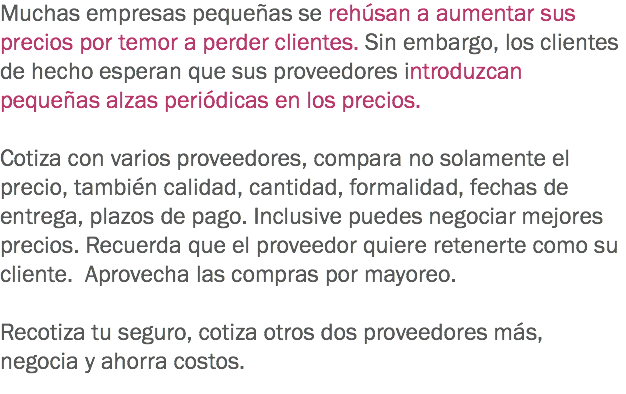 Muchas empresas pequeñas se rehúsan a aumentar sus
precios por temor a perder clientes. Sin embargo, los clientes
de hecho esperan que sus proveedores introduzcan
pequeñas alzas periódicas en los precios.
Cotiza con varios proveedores, compara no solamente el
precio, también calidad, cantidad, formalidad, fechas de
entrega, plazos de pago. Inclusive puedes negociar mejores
precios. Recuerda que el proveedor quiere retenerte como su
cliente.  Aprovecha las compras por mayoreo.
Recotiza tu seguro, cotiza otros dos proveedores más,
negocia y ahorra costos.